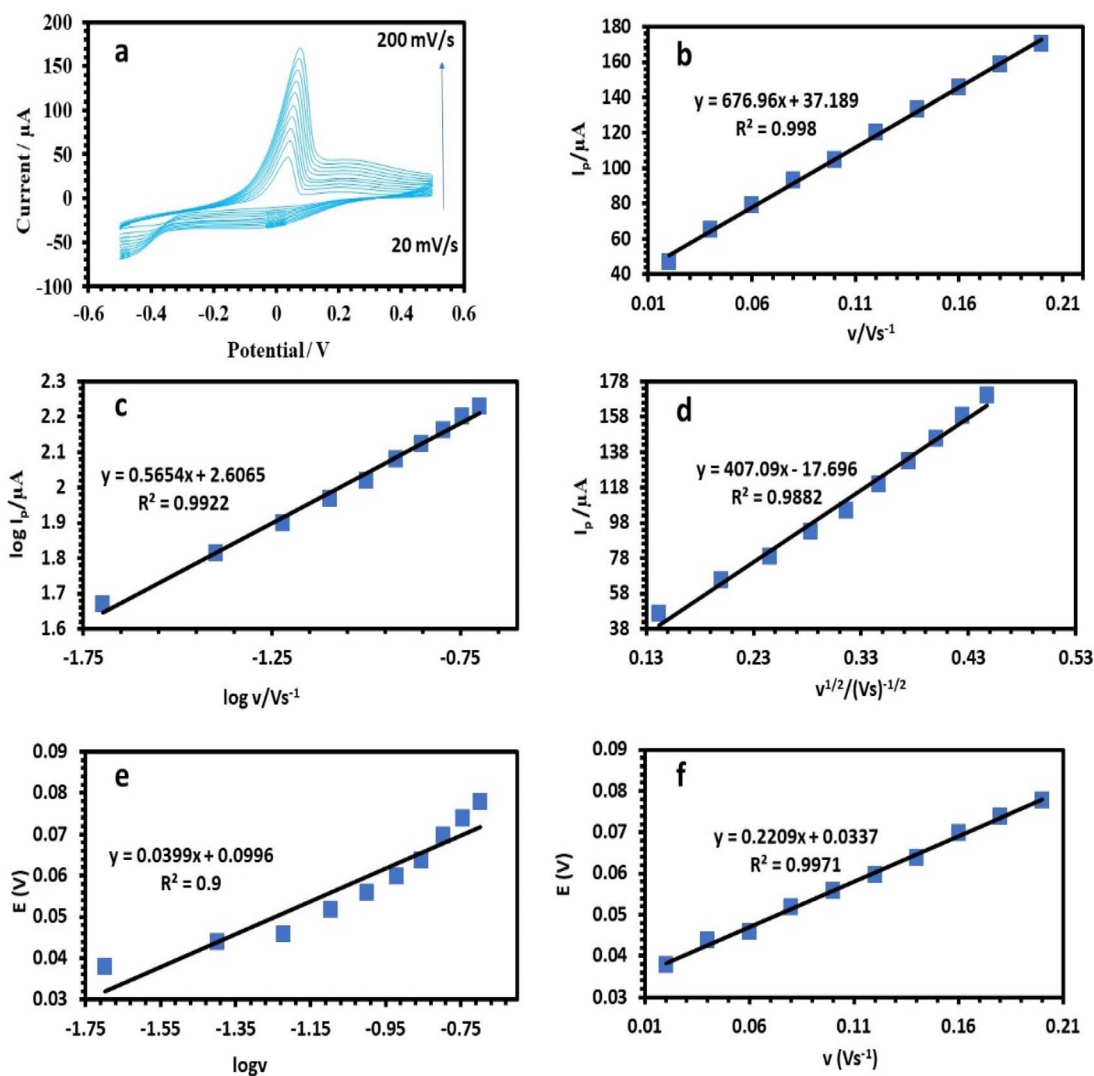 a
200 mV/s
20 mV/s
Current / µA
200
150
100
50
0
-50
-100
-0.6
-0.4
-0.2
0
0.2
0.4
0.6
Potential / V
b
y = 676.96x + 37.189
R² = 0.998
Iₚ/µA
180
160
140
120
100
80
60
40
0.01
0.06
0.11
0.16
0.21
v/Vs⁻¹
c
y = 0.5654x + 2.6065
R² = 0.9922
log Iₚ/µA
2.3
2.2
2.1
2
1.9
1.8
1.7
1.6
-1.75
-1.25
-0.75
log v/Vs⁻¹
d
y = 407.09x - 17.696
R² = 0.9882
Iₚ/µA
178
158
138
118
98
78
58
38
0.13
0.23
0.33
0.43
0.53
v¹/²/(Vs)⁻¹/²
e
y = 0.0399x + 0.0996
R² = 0.9
E (V)
0.09
0.08
0.07
0.06
0.05
0.04
0.03
-1.75
-1.55
-1.35
-1.15
-0.95
-0.75
logv
f
y = 0.2209x + 0.0337
R² = 0.9971
E (V)
0.09
0.08
0.07
0.06
0.05
0.04
0.03
0.01
0.06
0.11
0.16
0.21
v (Vs⁻¹)